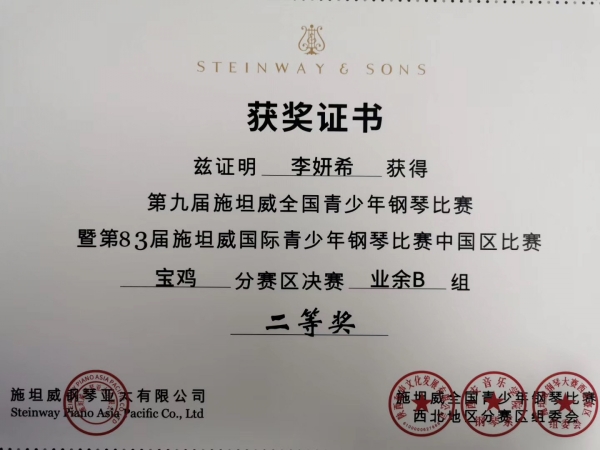 STEINWAY & SONS
获奖证书
兹证明 李妍希 获得
第九届施坦威全国青少年钢琴比赛
暨第83届施坦威国际青少年钢琴比赛中国区比赛
宝鸡 分赛区决赛 业余B 组
二等奖
施坦威钢琴亚太有限公司
Steinway Piano Asia Pacific Co., Ltd
施坦威全国青少年钢琴比赛
西北地区分赛区组委会